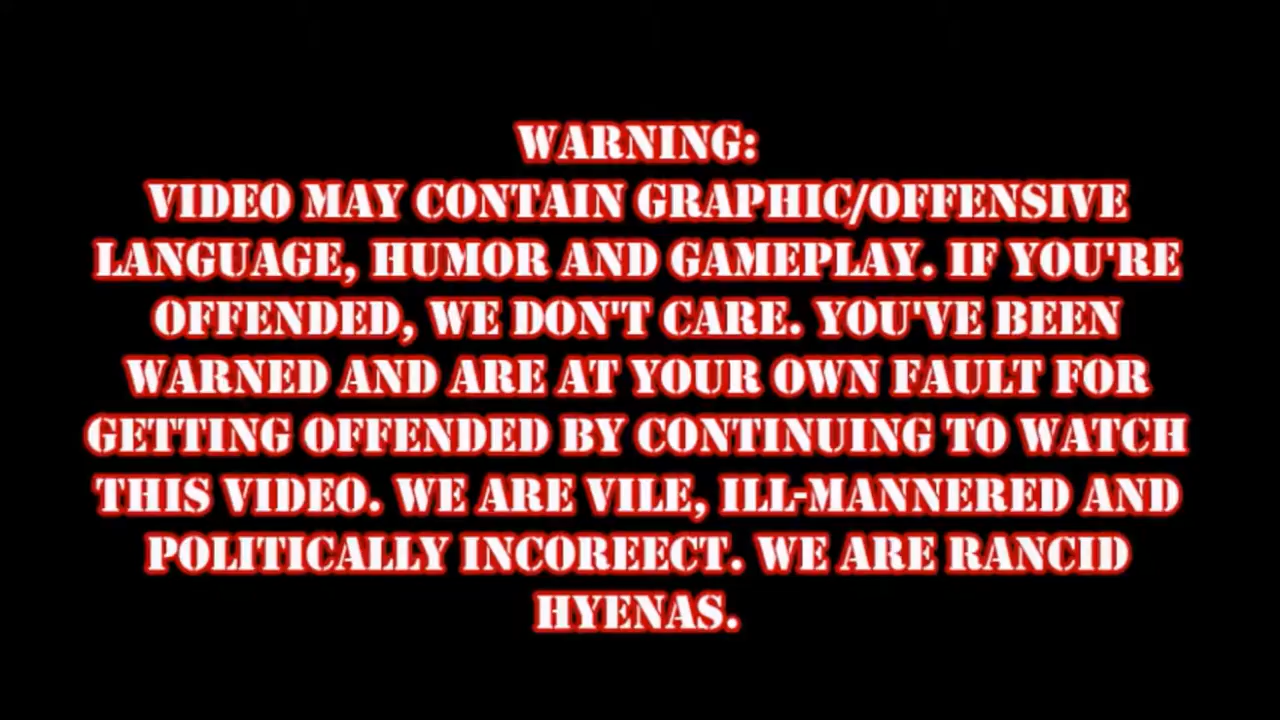 WARNING:
VIDEO MAY CONTAIN GRAPHIC/OFFENSIVE
LANGUAGE, HUMOR AND GAMEPLAY. IF YOU'RE
OFFENDED, WE DON'T CARE. YOU'VE BEEN
WARNED AND ARE AT YOUR OWN FAULT FOR
GETTING OFFENDED BY CONTINUING TO WATCH
THIS VIDEO. WE ARE VILE, ILL-MANNERED AND
POLITICALLY INCOREECT. WE ARE RANCID
HYENAS.